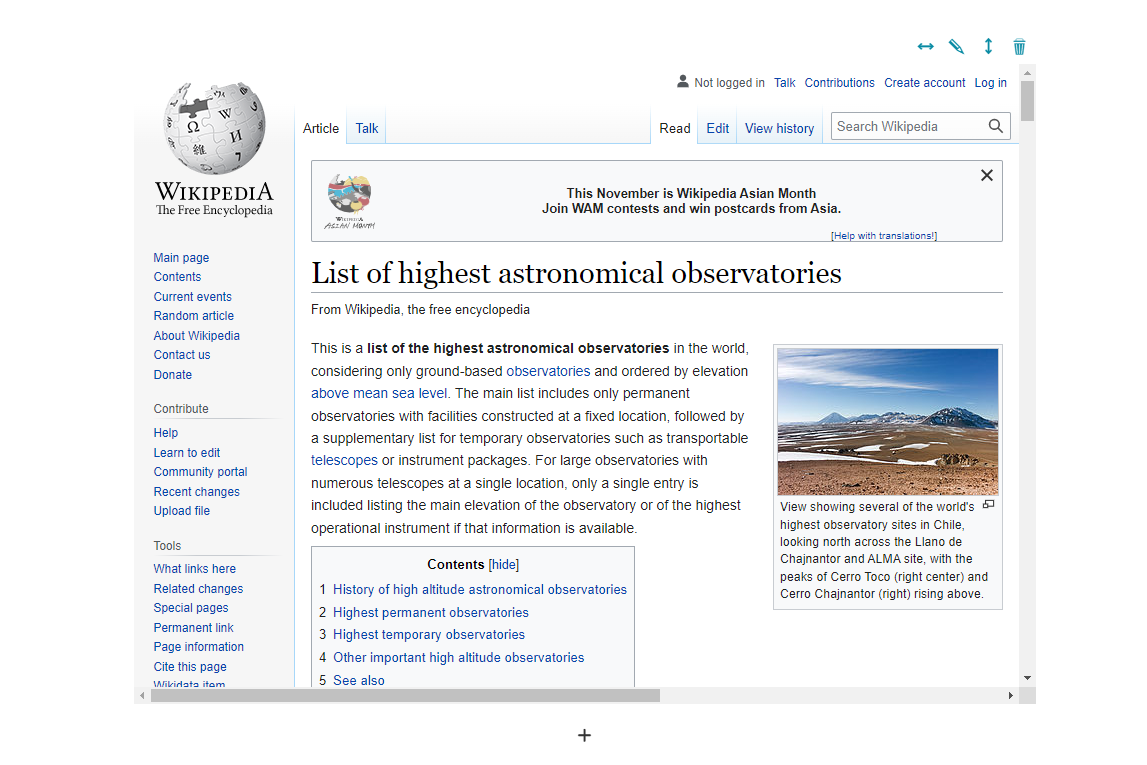 Not logged in Talk Contributions Create account Log in
Article Talk Read Edit View history Search Wikipedia
WIKIPEDIA
The Free Encyclopedia
This November is Wikipedia Asian Month
Join WAM contests and win postcards from Asia.
[Help with translations!]
WIKIPEDIA
ASIAN MONTH
Main page
Contents
Current events
Random article
About Wikipedia
Contact us
Donate
Contribute
Help
Learn to edit
Community portal
Recent changes
Upload file
Tools
What links here
Related changes
Special pages
Permanent link
Page information
Cite this page
Wikidata item
List of highest astronomical observatories
From Wikipedia, the free encyclopedia
This is a list of the highest astronomical observatories in the world,
considering only ground-based observatories and ordered by elevation
above mean sea level. The main list includes only permanent
observatories with facilities constructed at a fixed location, followed by
a supplementary list for temporary observatories such as transportable
telescopes or instrument packages. For large observatories with
numerous telescopes at a single location, only a single entry is
included listing the main elevation of the observatory or of the highest
operational instrument if that information is available.
View showing several of the world's
highest observatory sites in Chile,
looking north across the Llano de
Chajnantor and ALMA site, with the
peaks of Cerro Toco (right center) and
Cerro Chajnantor (right) rising above.
Contents [hide]
1 History of high altitude astronomical observatories
2 Highest permanent observatories
3 Highest temporary observatories
4 Other important high altitude observatories
5 See also